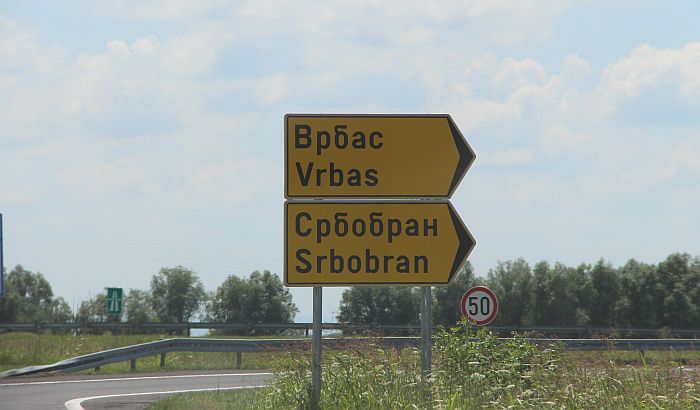 Врбас
Vrbas
Србобран
Srbobran
50